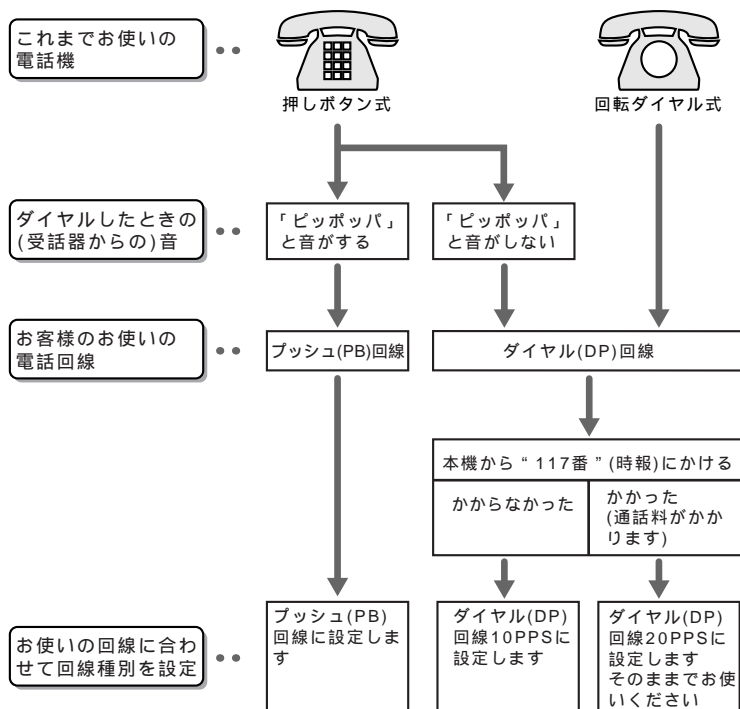 これまでお使いの
電話機
押しボタン式
回転ダイヤル式
ダイヤルしたときの
(受話器からの)音
「ピッポッパ」
と音がする
「ピッポッパ」
と音がしない
お客様のお使いの
電話回線
プッシュ(PB)回線
ダイヤル(DP)回線
本機から“117番”(時報)にかける
かからなかった
かかった
(通話料がかか
ります)
お使いの回線に合わ
せて回線種別を設定
プッシュ(PB)
回線に設定しま
す
ダイヤル(DP)
回線10PPSに
設定します
ダイヤル(DP)
回線20PPSに
設定します
そのままでお使
いください